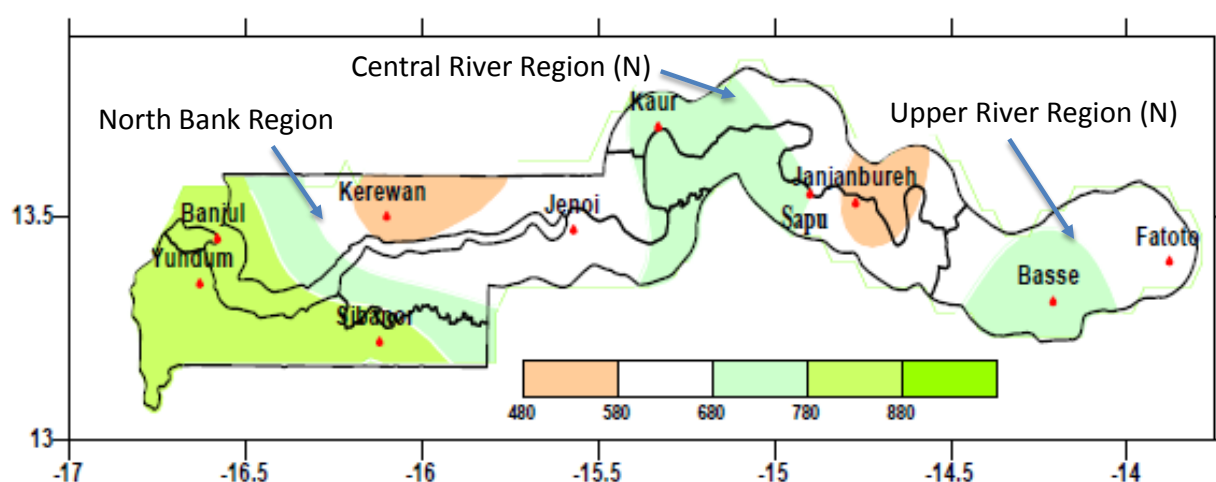 Central River Region (N)
Kaur
North Bank Region
Upper River Region (N)
Kerewan
Janjanbureh
Jenoi
Sapu
13.5
Banjul
Yundum
Fatoto
Basse
Sibanor
480
580
680
780
880
13
-17
-16.5
-16
-15.5
-15
-14.5
-14